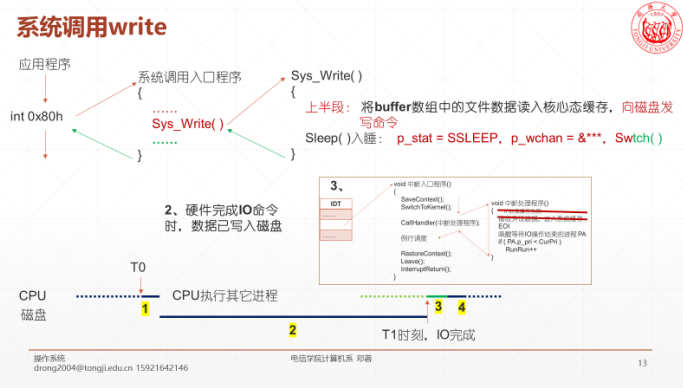 系统调用write
应用程序
int 0x80h
系统调用入口程序
{
……
Sys_Write( )
……
}
Sys_Write( )
{
上半段： 将buffer数组中的文件数据读入核心态缓存，向磁盘发
写命令
Sleep( )入睡： p_stat = SSLEEP，p_wchan = &***，Swtch( )
}
2、硬件完成IO命令
时，数据已写入磁盘
3、
IDT
……
……
void 中断入口程序()
{
SaveContext();
SwitchToKernel();
CallHandler(中断处理程序);
例行调度
RestoreContext();
Leave();
InterruptReturn();
}
void 中断处理程序()
{
EOI
唤醒等待IO操作结束的进程 PA
if ( PA.p_pri < CurPri )
RunRun++
}
T0
CPU
CPU执行其它进程
磁盘
1
2
3
4
T1时刻，IO完成
操作系统
drong2004@tongji.edu.cn 15921642146
电信学院计算机系 邓蓉
13